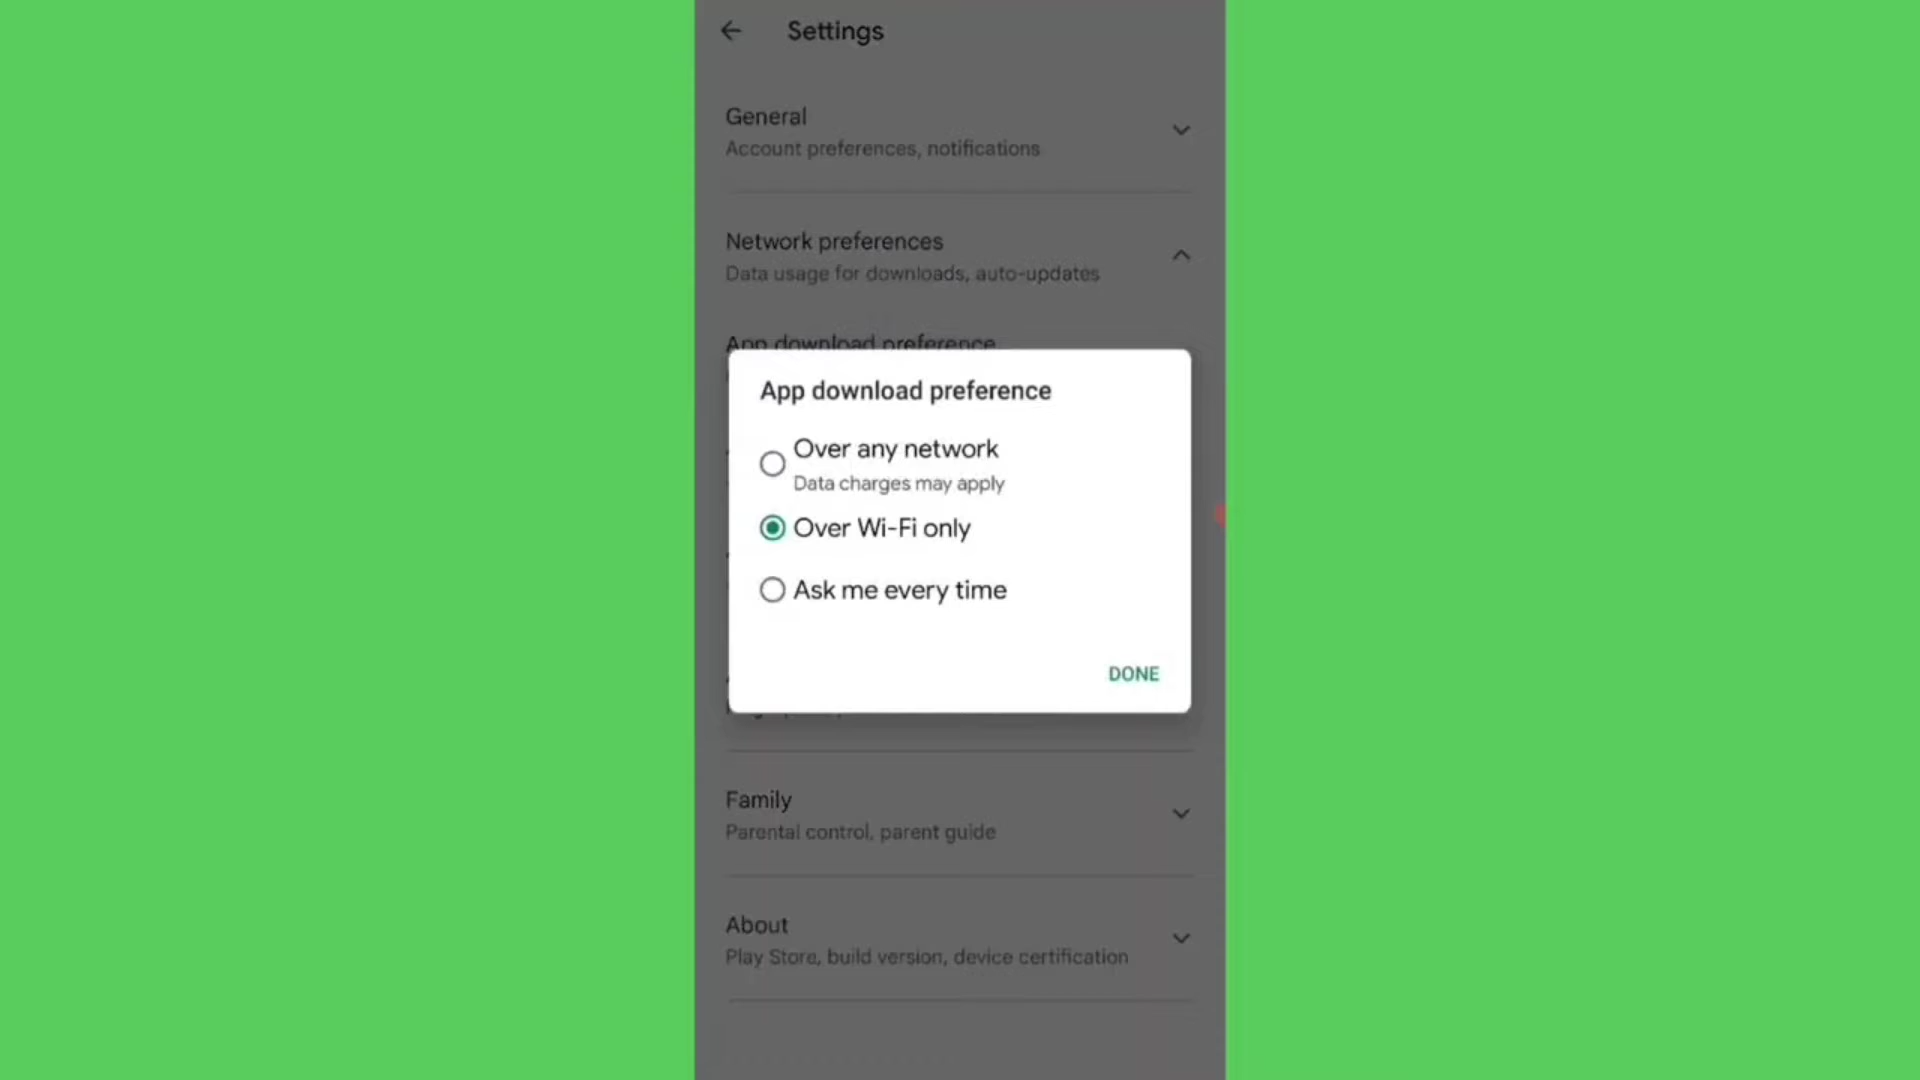 Settings
General
Account preferences, notifications
Network preferences
Data usage for downloads, auto-updates
App download preference
App download preference
Over any network
Data charges may apply
Over Wi-Fi only
Ask me every time
DONE
Family
Parental control, parent guide
About
Play Store, build version, device certification